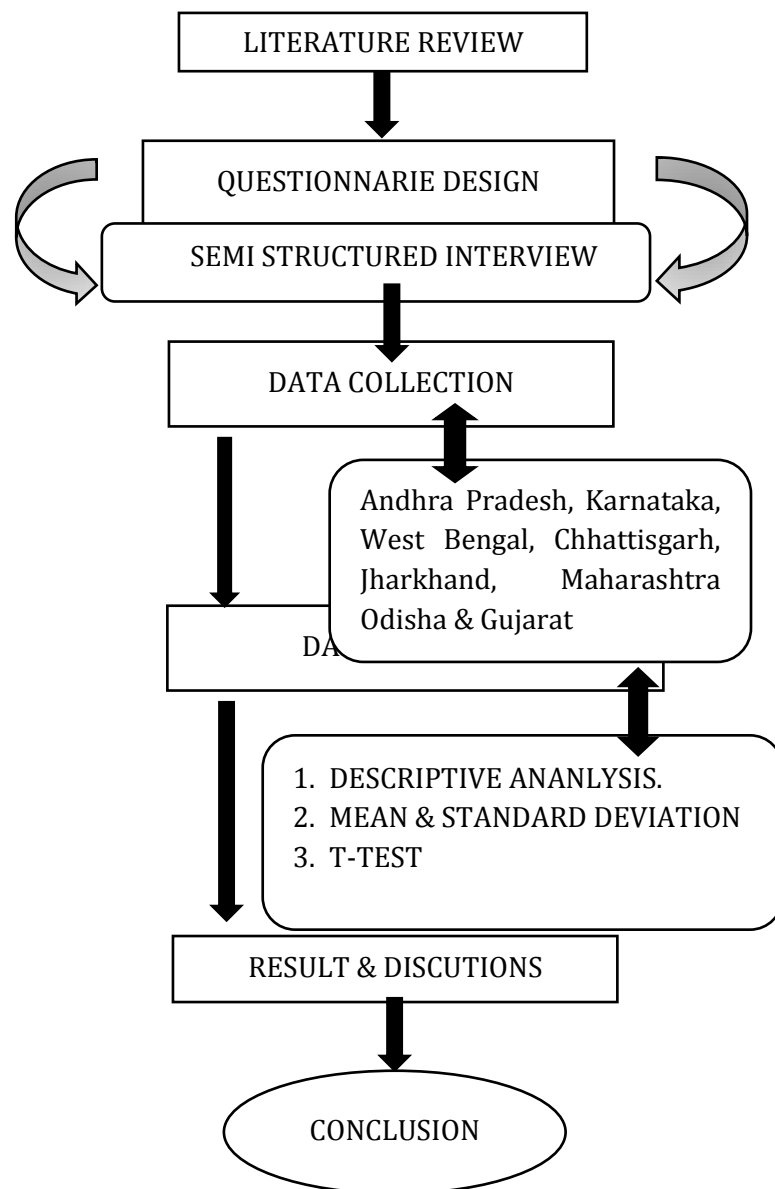 LITERATURE REVIEW
QUESTIONNARIE DESIGN
SEMI STRUCTURED INTERVIEW
DATA COLLECTION
Andhra Pradesh, Karnataka,
West Bengal, Chhattisgarh,
Jharkhand, Maharashtra
Odisha & Gujarat
1. DESCRIPTIVE ANANLYSIS.
2. MEAN & STANDARD DEVIATION
3. T-TEST
RESULT & DISCUTIONS
CONCLUSION